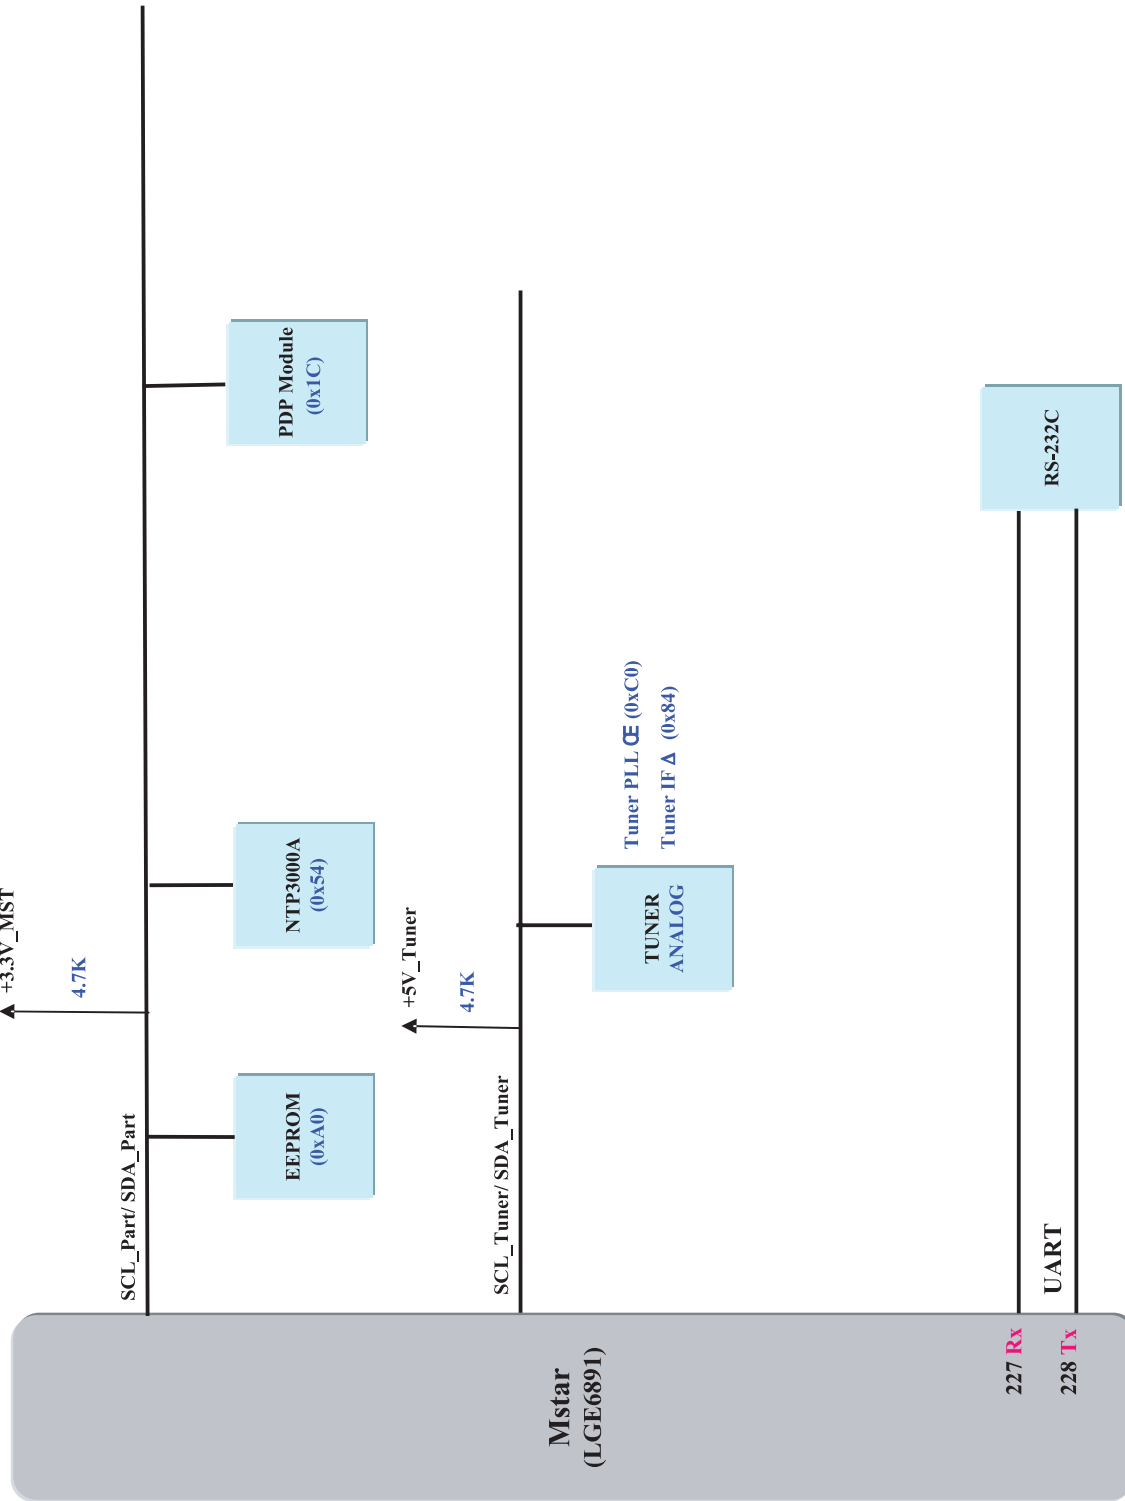 +3.3V_MST
4.7K
SCL_Part/ SDA_Part
EEPROM
(0xA0)
NTP3000A
(0x54)
PDP Module
(0x1C)
+5V_Tuner
4.7K
SCL_Tuner/ SDA_Tuner
TUNER
ANALOG
Tuner PLL Œ (0xC0)
Tuner IF Δ (0x84)
Mstar
(LGE6891)
227 Rx
UART
228 Tx
RS-232C